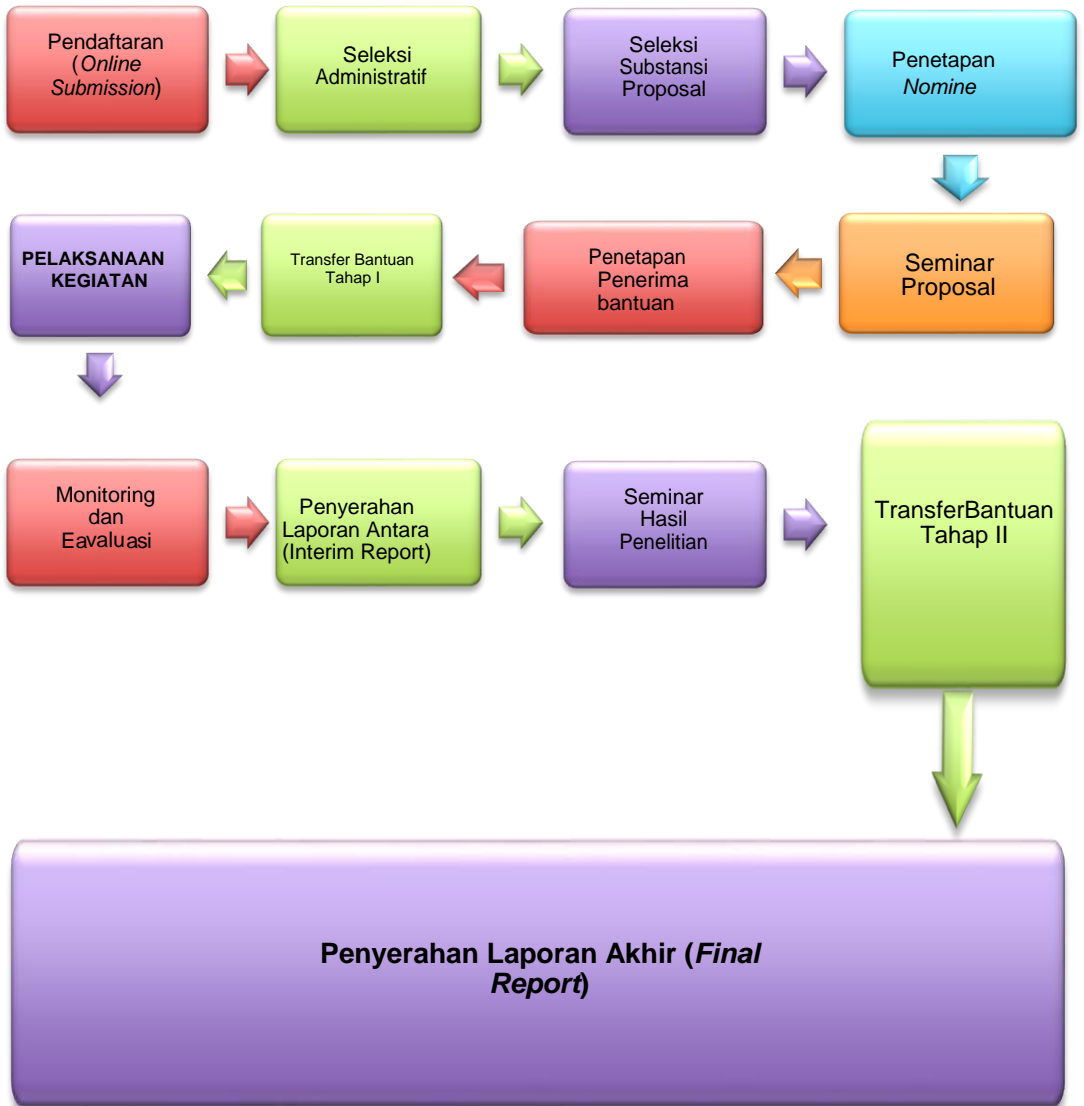 Pendaftaran
(Online
Submission)
Seleksi
Administratif
Seleksi
Substansi
Proposal
Penetapan
Nomine
Seminar
Proposal
Penetapan
Penerima
bantuan
Transfer Bantuan
Tahap I
PELAKSANAAN
KEGIATAN
Monitoring
dan
Eavaluasi
Penyerahan
Laporan Antara
(Interim Report)
Seminar
Hasil
Penelitian
TransferBantuan
Tahap II
Penyerahan Laporan Akhir (Final
Report)